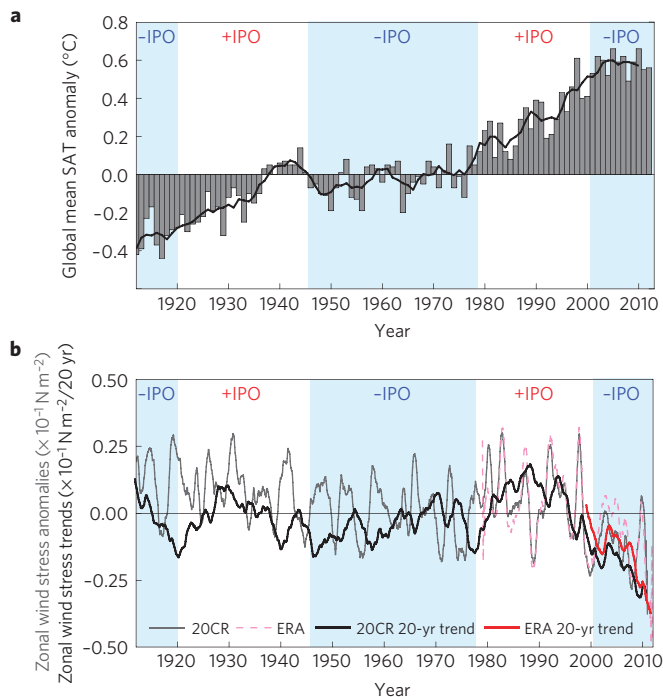 a
Global mean SAT anomaly (°C)
0.8
0.6
0.4
0.2
0.0
−0.2
−0.4
−IPO
+IPO
−IPO
+IPO
−IPO
1920 1930 1940 1950 1960 1970 1980 1990 2000 2010
Year
b
Zonal wind stress anomalies (× 10⁻¹ N m⁻²)
Zonal wind stress trends (× 10⁻¹ N m⁻²/20 yr)
0.50
0.25
0.00
−0.25
−0.50
−IPO
+IPO
−IPO
+IPO
−IPO
20CR ERA 20CR 20-yr trend ERA 20-yr trend
1920 1930 1940 1950 1960 1970 1980 1990 2000 2010
Year